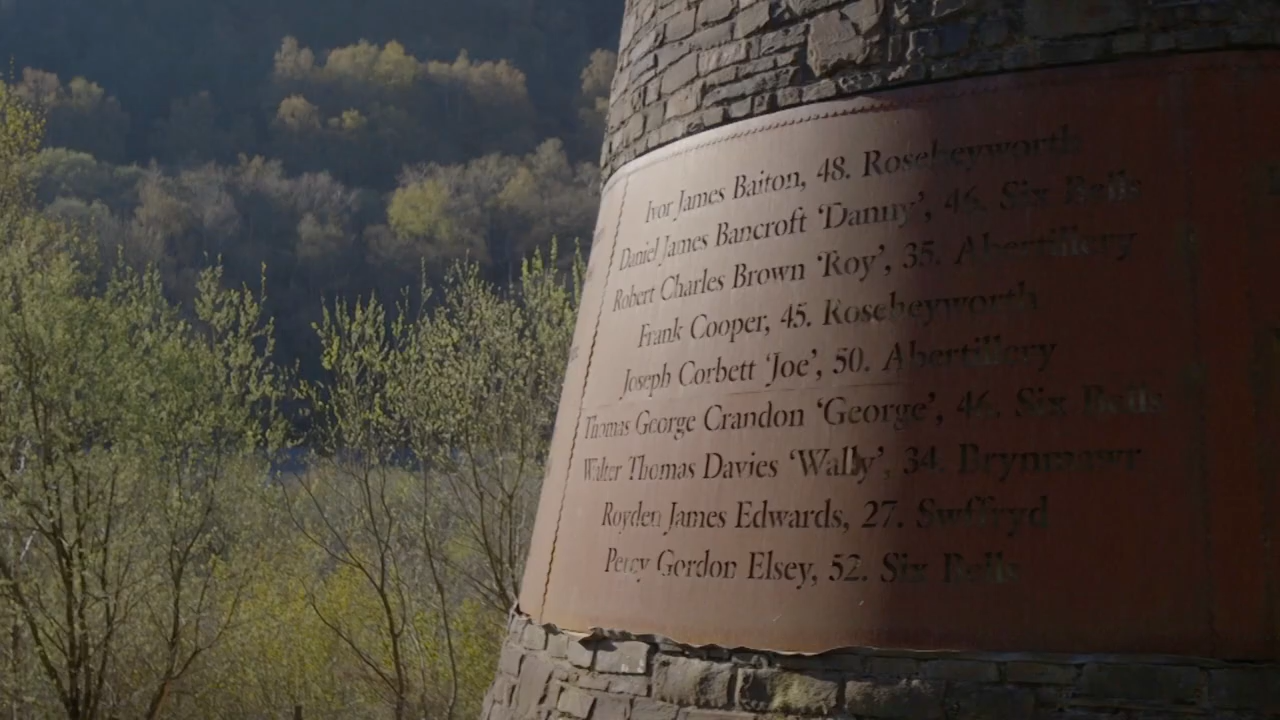 Ivor James Baiton, 48. Roseheyworth
Daniel James Bancroft ‘Danny’, 46. Six Bells
Robert Charles Brown ‘Roy’, 35. Abertillery
Frank Cooper, 45. Roseheyworth
Joseph Corbett ‘Joe’, 50. Abertillery
Thomas George Crandon ‘George’, 46. Six Bells
Walter Thomas Davies ‘Wally’, 34. Brynmawr
Royden James Edwards, 27. Swffryd
Percy Gordon Elsey, 52. Six Bells